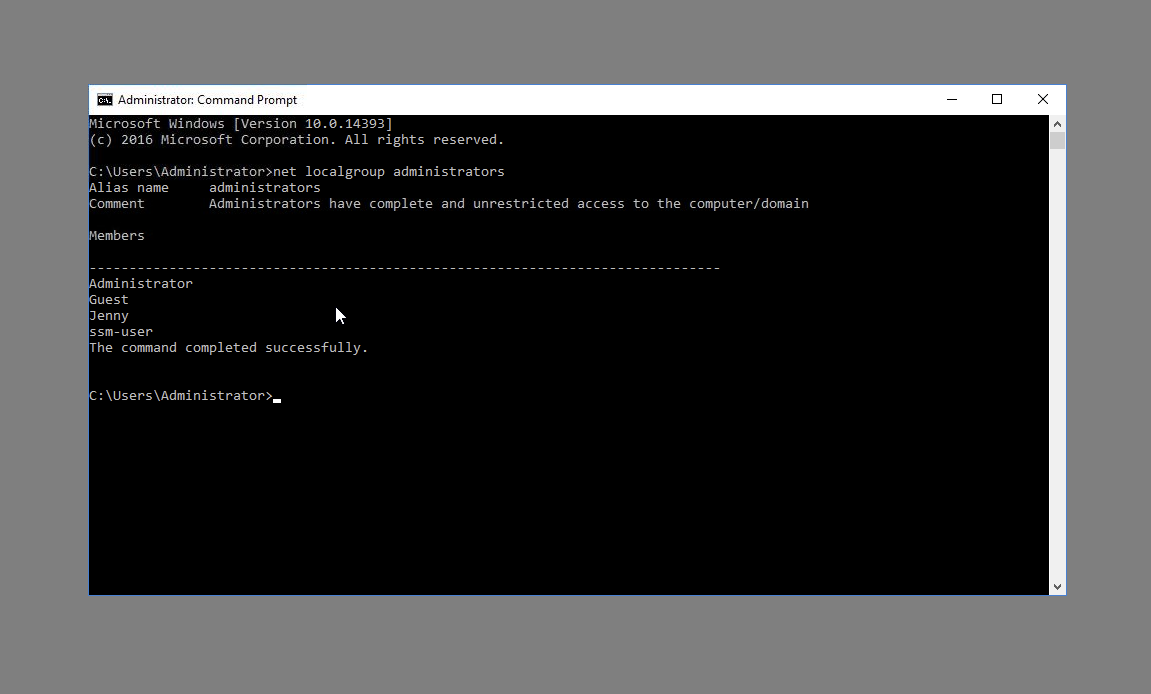 Administrator: Command Prompt
Microsoft Windows [Version 10.0.14393]
(c) 2016 Microsoft Corporation. All rights reserved.
C:\Users\Administrator>net localgroup administrators
Alias name     administrators
Comment        Administrators have complete and unrestricted access to the computer/domain
Members
-------------------------------------------------------------------------------
Administrator
Guest
Jenny
ssm-user
The command completed successfully.
C:\Users\Administrator>